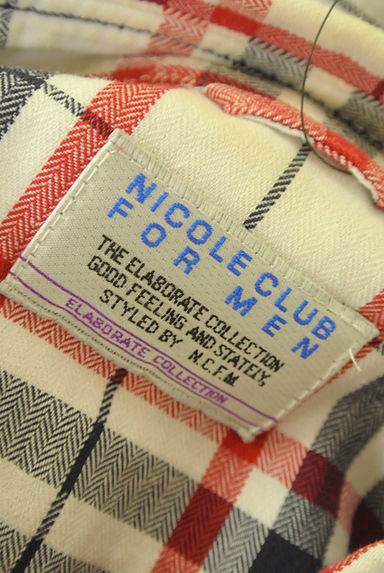 NICOLE CLUB
FOR MEN
THE ELABORATE COLLECTION
GOOD FEELING AND STATELY,
STYLED BY N.C.F.M.
ELABORATE COLLECTION